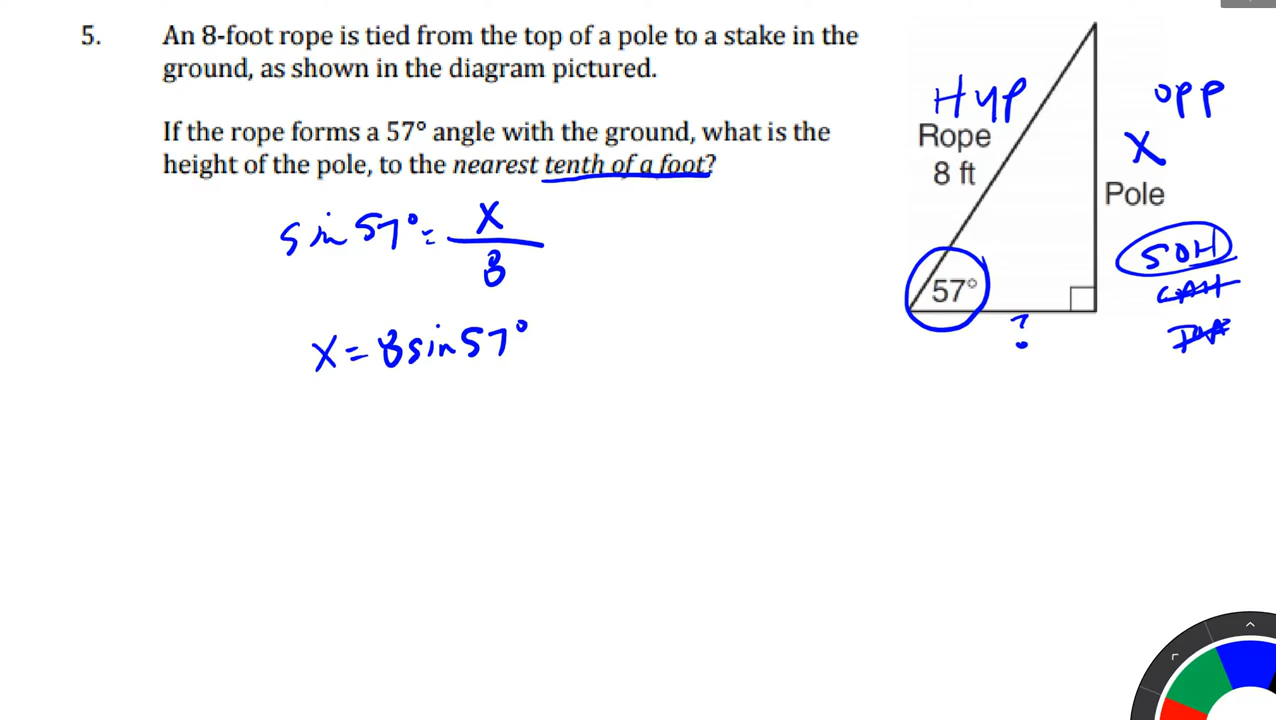 5. An 8-foot rope is tied from the top of a pole to a stake in the
ground, as shown in the diagram pictured.
If the rope forms a 57° angle with the ground, what is the
height of the pole, to the nearest tenth of a foot?
sin 57° = x
8
x = 8 sin 57°
Hyp
Rope
8 ft
opp
x
Pole
SOH
CAH
57°
?